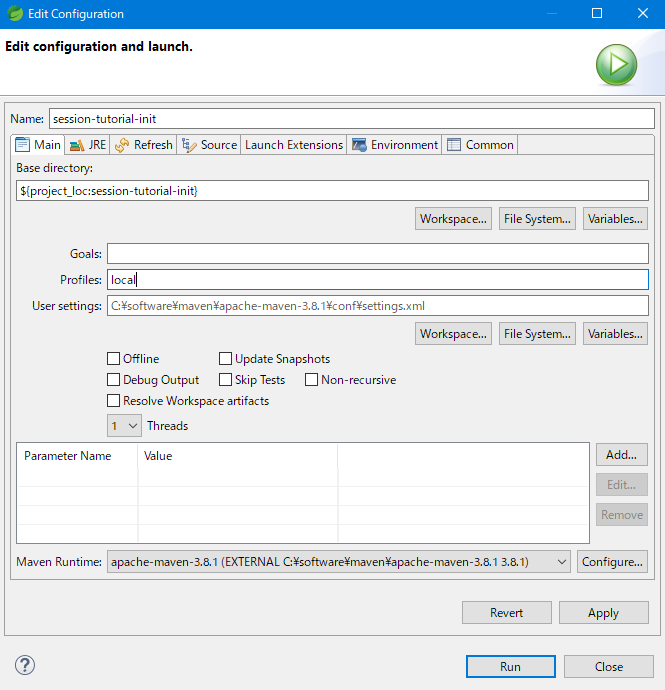 Edit Configuration
Edit configuration and launch.
Name: session-tutorial-init
Main JRE Refresh Source Launch Extensions Environment Common
Base directory:
${project_loc:session-tutorial-init}
Workspace... File System... Variables...
Goals:
Profiles: local
User settings: C:¥software¥maven¥apache-maven-3.8.1¥conf¥settings.xml
Workspace... File System... Variables...
Offline Update Snapshots
Debug Output Skip Tests Non-recursive
Resolve Workspace artifacts
1 Threads
Parameter Name Value Add...
Edit...
Remove
Maven Runtime: apache-maven-3.8.1 (EXTERNAL C:¥software¥maven¥apache-maven-3.8.1 3.8.1) Configure...
Revert Apply
? Run Close